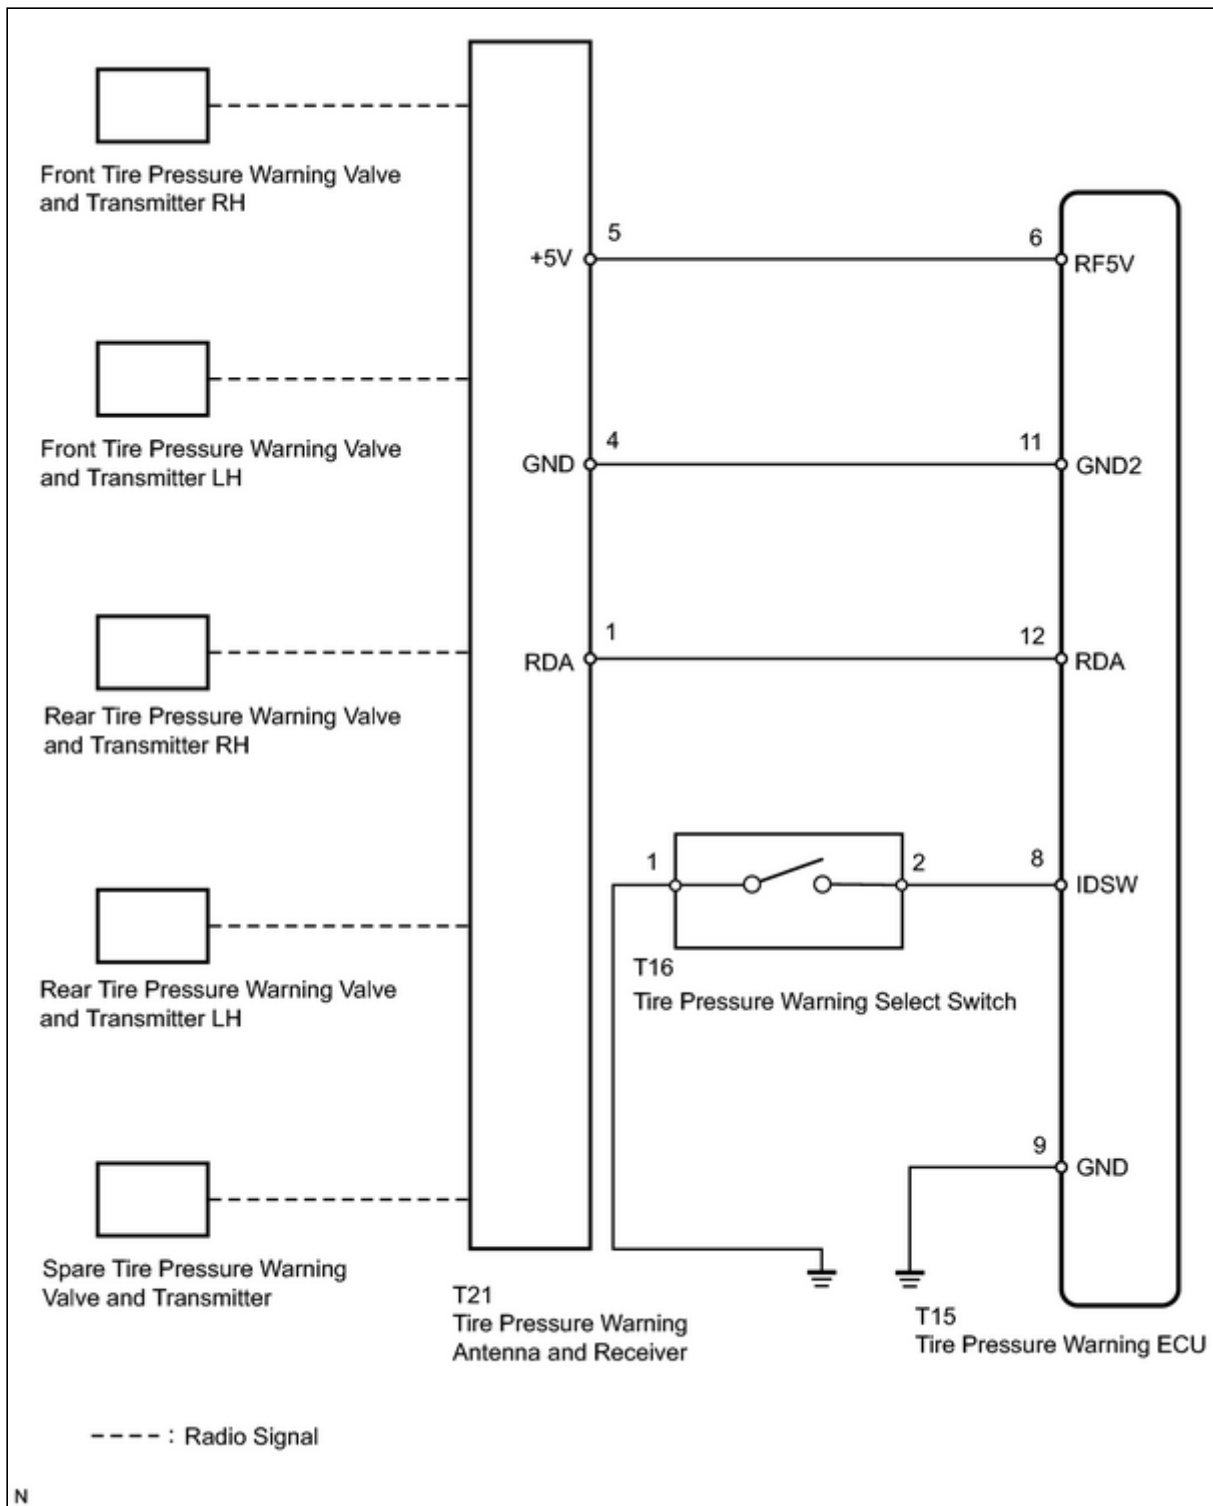 Front Tire Pressure Warning Valve
and Transmitter RH
Front Tire Pressure Warning Valve
and Transmitter LH
Rear Tire Pressure Warning Valve
and Transmitter RH
Rear Tire Pressure Warning Valve
and Transmitter LH
Spare Tire Pressure Warning
Valve and Transmitter
+5V 5 6 RF5V
GND 4 11 GND2
RDA 1 12 RDA
1 2 8 IDSW
T16
Tire Pressure Warning Select Switch
9 GND
T21
Tire Pressure Warning
Antenna and Receiver
T15
Tire Pressure Warning ECU
---- : Radio Signal
N